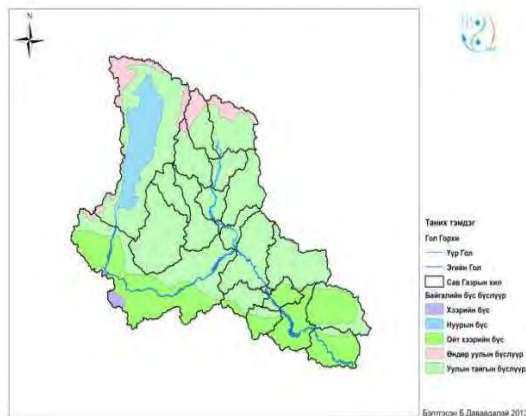 N
Таних тэмдэг
Гол Горхи
Үүр Гол
Эгийн Гол
Сав Газрын хил
Байгалийн бүс бүслүүр
Хээрийн бүс
Нуурын бүс
Ойт хээрийн бүс
Өндөр уулын бүслүүр
Уулын тайгын бүслүүр
Бэлтгэсэн Б.Даваадалай 2013